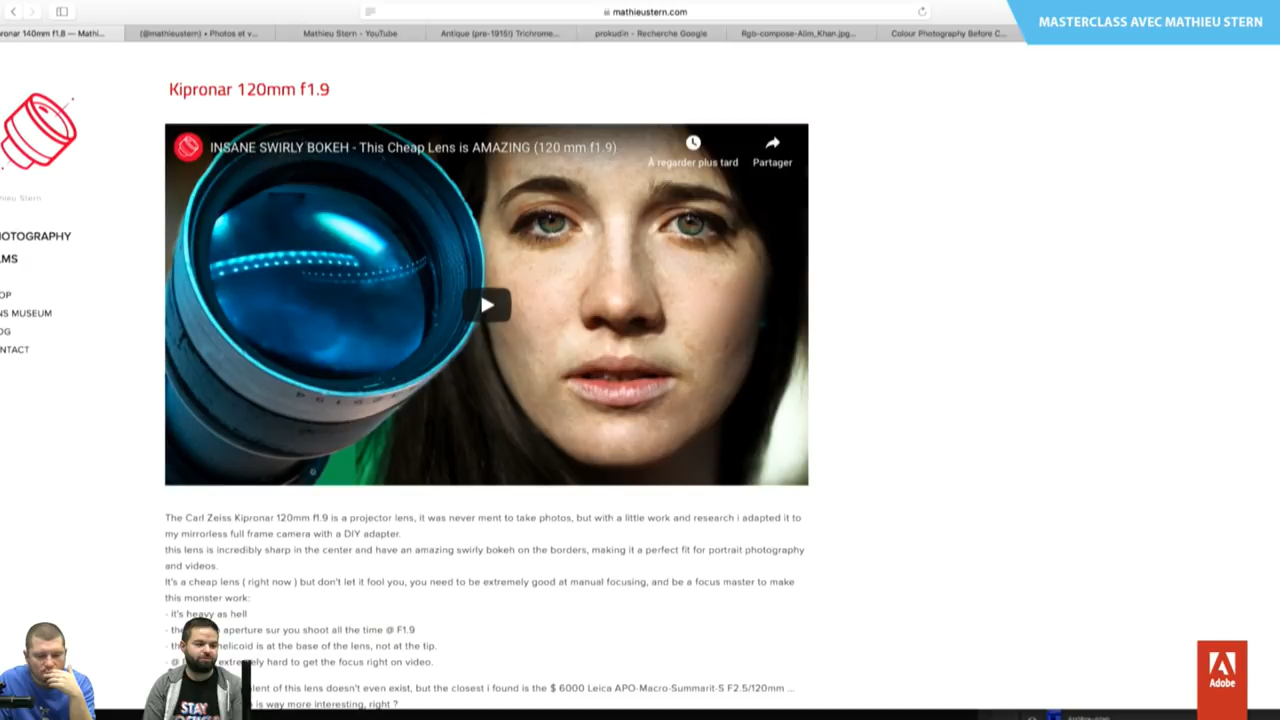 mathieustern.com
MASTERCLASS AVEC MATHIEU STERN
ronar 140mm f1.8 — Mathi...
(@mathieustern) • Photos et v...
Mathieu Stern - YouTube
Antique (pre-1915!) Trichrome...
prokudin - Recherche Google
Rgb-compose-Alim_Khan.jpg...
Colour Photography Before C...
Kipronar 120mm f1.9
INSANE SWIRLY BOKEH - This Cheap Lens is AMAZING (120 mm f1.9)
À regarder plus tard
Partager
hieu Stern
HOTOGRAPHY
LMS
OP
NS MUSEUM
OG
NTACT
The Carl Zeiss Kipronar 120mm f1.9 is a projector lens, it was never ment to take photos, but with a little work and research i adapted it to
my mirrorless full frame camera with a DIY adapter.
this lens is incredibly sharp in the center and have an amazing swirly bokeh on the borders, making it a perfect fit for portrait photography
and videos.
It's a cheap lens ( right now ) but don't let it fool you, you need to be extremely good at manual focusing, and be a focus master to make
this monster work:
- it's heavy as hell
- the aperture sur you shoot all the time @ F1.9
- the helicoid is at the base of the lens, not at the tip.
- @ extremely hard to get the focus right on video.
lent of this lens doesn't even exist, but the closest i found is the $ 6000 Leica APO-Macro-Summarit-S F2.5/120mm ...
is way more interesting, right ?
STAY
Adobe